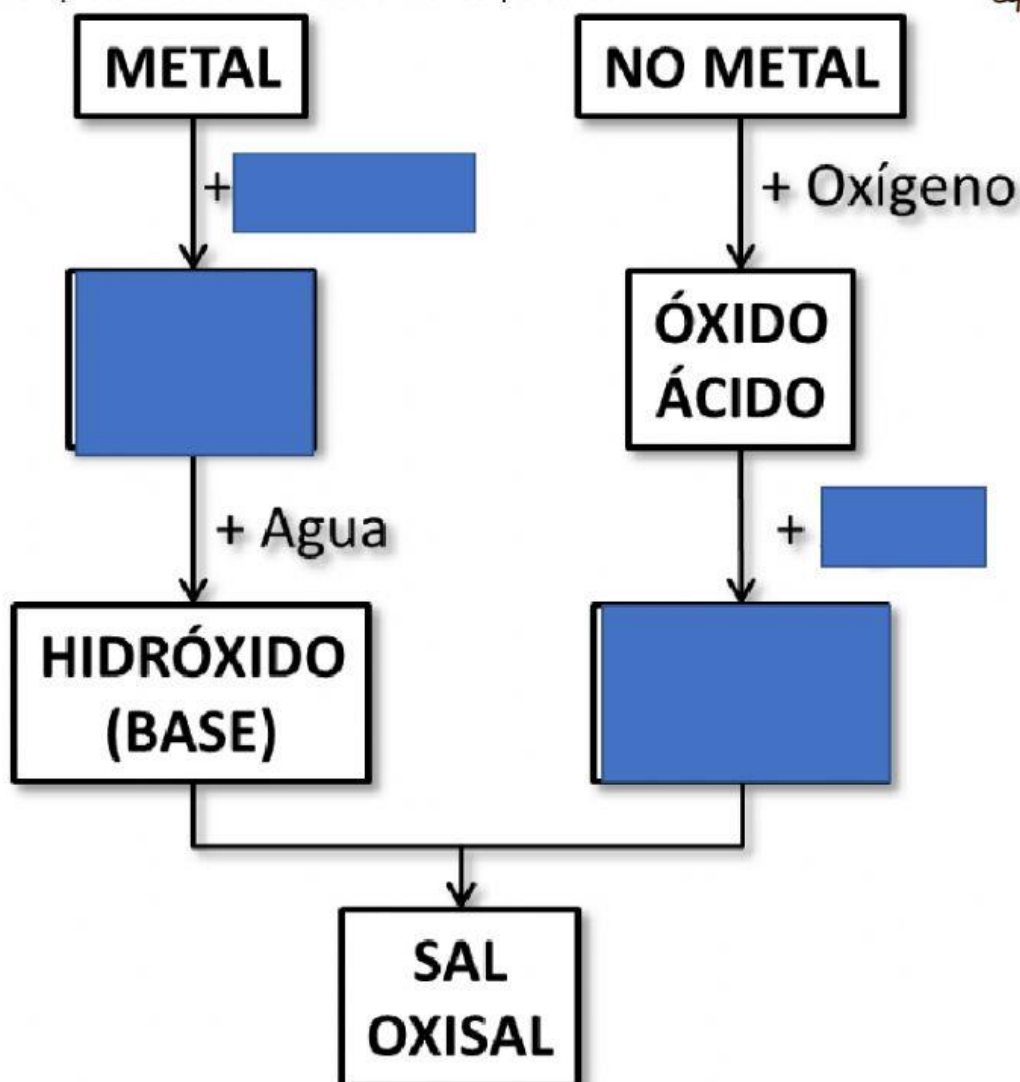 METAL
NO METAL
+
+ Oxígeno
ÓXIDO
ÁCIDO
+ Agua
+
HIDRÓXIDO
(BASE)
SAL
OXISAL